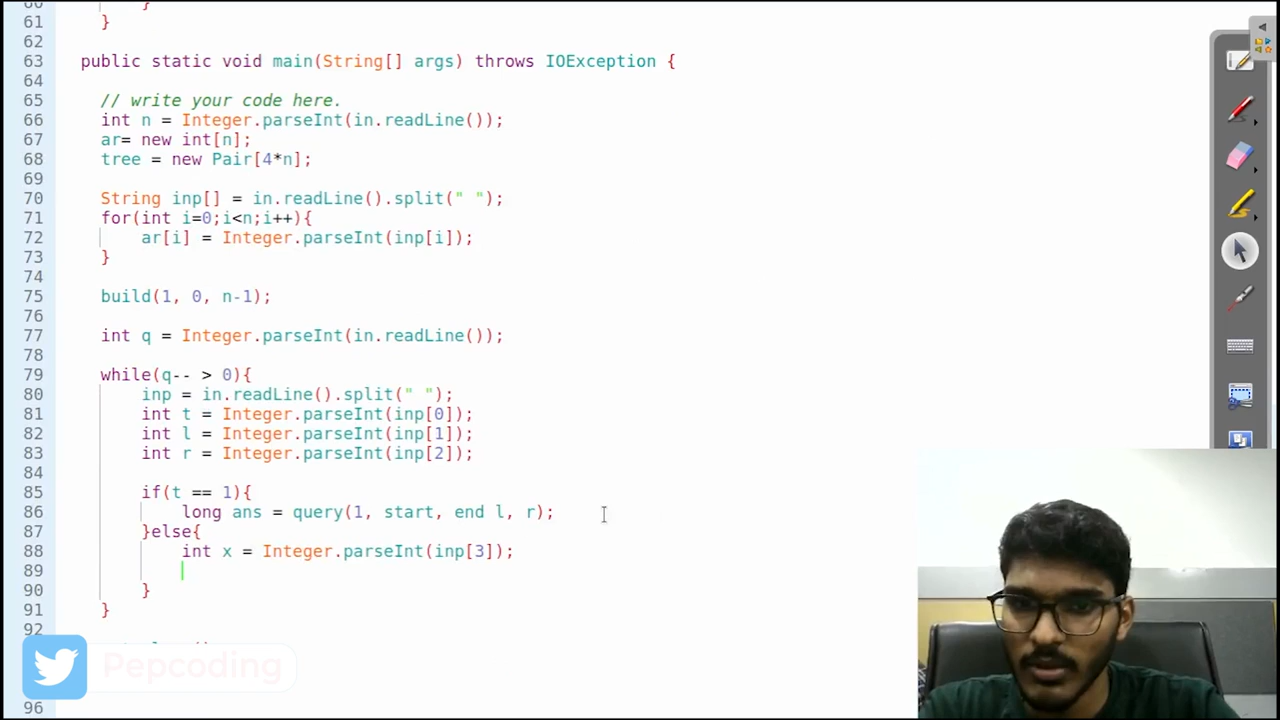 60 }
61 }
62
63 public static void main(String[] args) throws IOException {
64
65 // write your code here.
66 int n = Integer.parseInt(in.readLine());
67 ar= new int[n];
68 tree = new Pair[4*n];
69
70 String inp[] = in.readLine().split(" ");
71 for(int i=0;i<n;i++){
72 ar[i] = Integer.parseInt(inp[i]);
73 }
74
75 build(1, 0, n-1);
76
77 int q = Integer.parseInt(in.readLine());
78
79 while(q-- > 0){
80 inp = in.readLine().split(" ");
81 int t = Integer.parseInt(inp[0]);
82 int l = Integer.parseInt(inp[1]);
83 int r = Integer.parseInt(inp[2]);
84
85 if(t == 1){
86 long ans = query(1, start, end l, r);
87 }else{
88 int x = Integer.parseInt(inp[3]);
89
90 }
91 }
92
Pepcoding
96